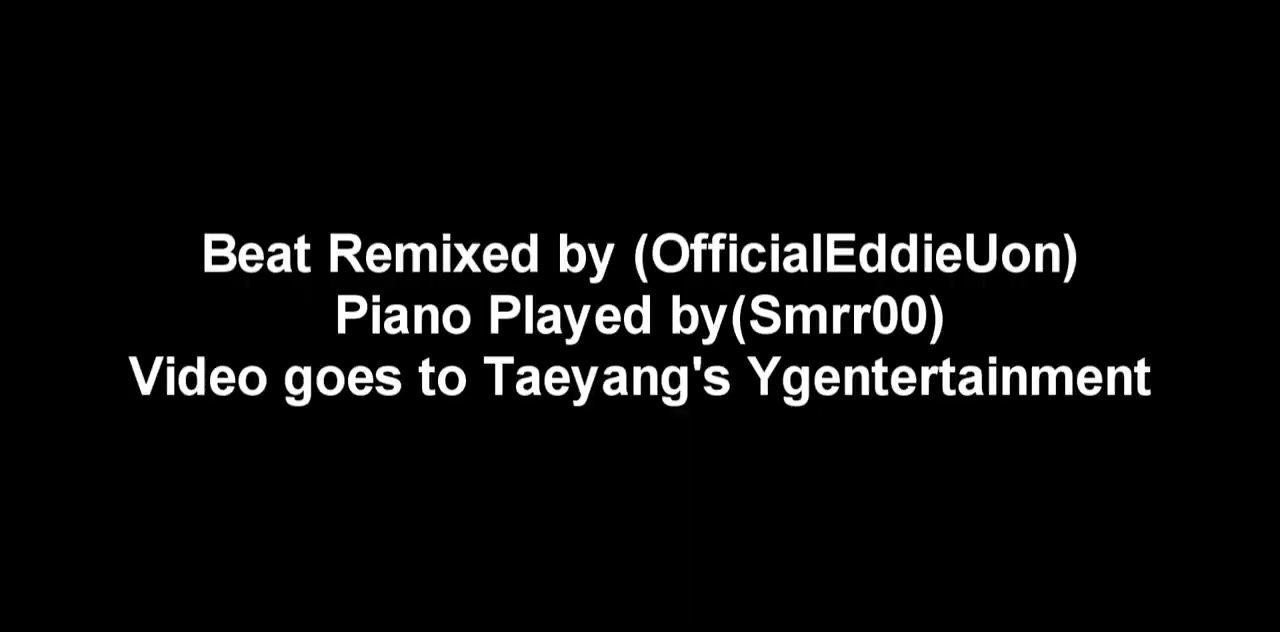 Beat Remixed by (OfficialEddieUon)
Piano Played by(Smrr00)
Video goes to Taeyang's Ygentertainment